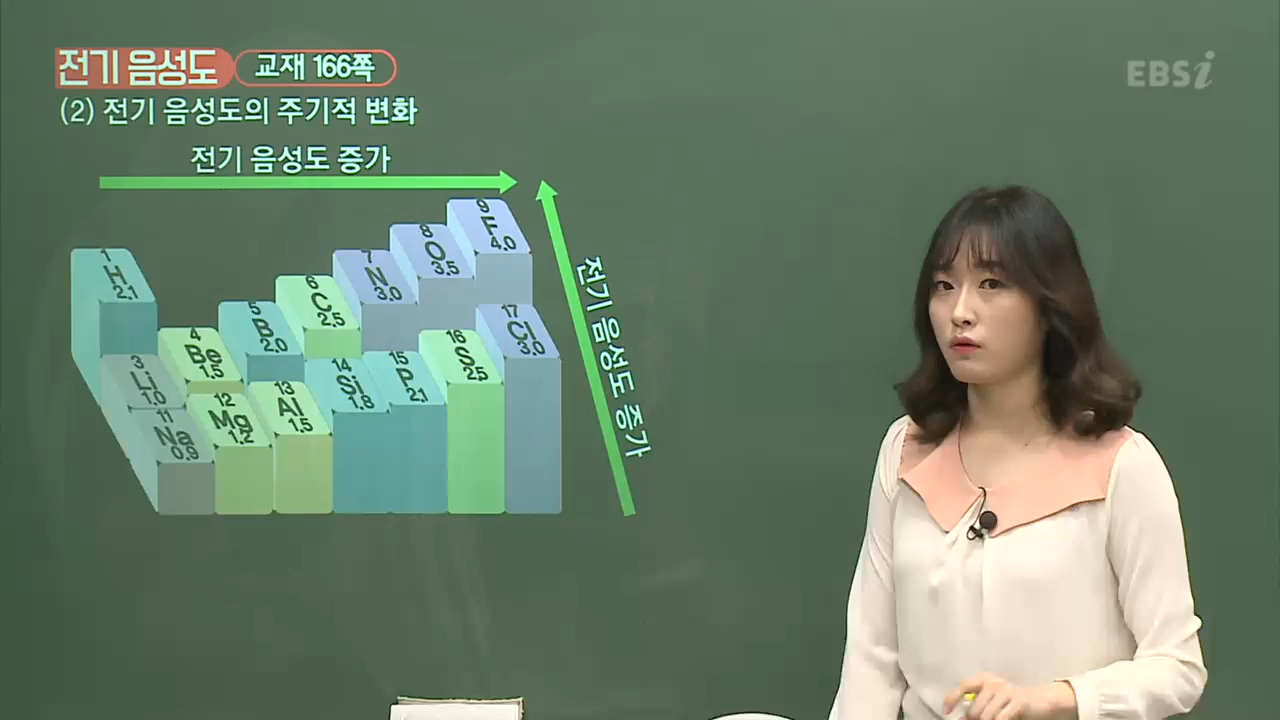 전기 음성도 교재 166쪽
EBSi
(2) 전기 음성도의 주기적 변화
전기 음성도 증가
전기 음성도 증가
1 H 2.1
3 Li 1.0
4 Be 1.5
5 B 2.0
6 C 2.5
7 N 3.0
8 O 3.5
9 F 4.0
11 Na 0.9
12 Mg 1.2
13 Al 1.5
14 Si 1.8
15 P 2.1
16 S 2.5
17 Cl 3.0